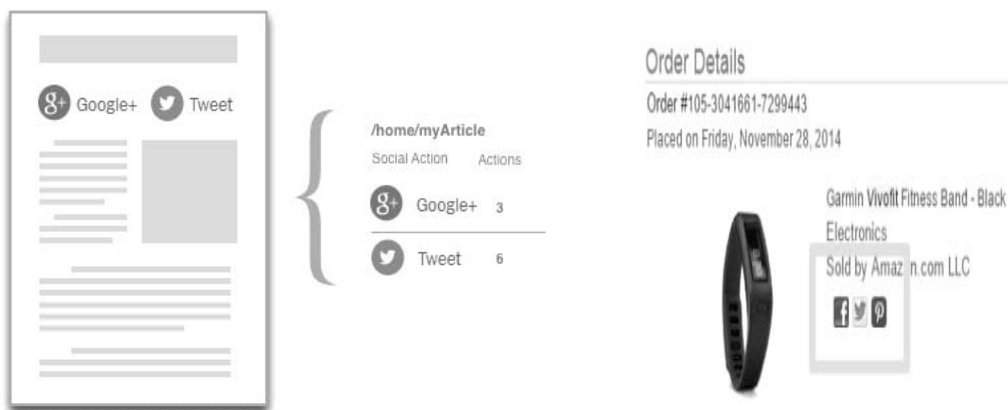 g+ Google+ Tweet
/home/myArticle
Social Action Actions
g+ Google+ 3
Tweet 6
Order Details
Order #105-3041661-7299443
Placed on Friday, November 28, 2014
Garmin Vivofit Fitness Band - Black
Electronics
Sold by Amazon.com LLC